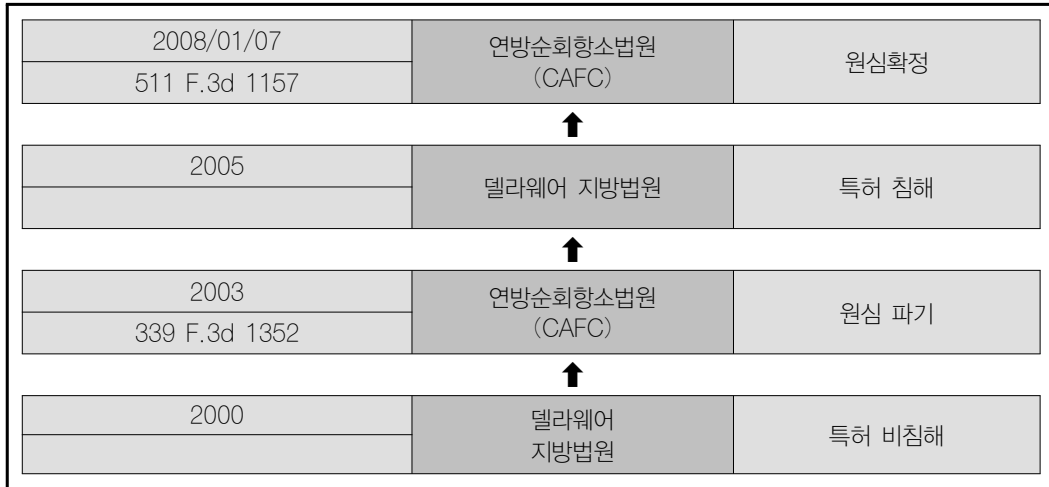 2008/01/07
511 F.3d 1157
연방순회항소법원
(CAFC)
원심확정
⬆
2005
델라웨어 지방법원
특허 침해
⬆
2003
339 F.3d 1352
연방순회항소법원
(CAFC)
원심 파기
⬆
2000
델라웨어
지방법원
특허 비침해